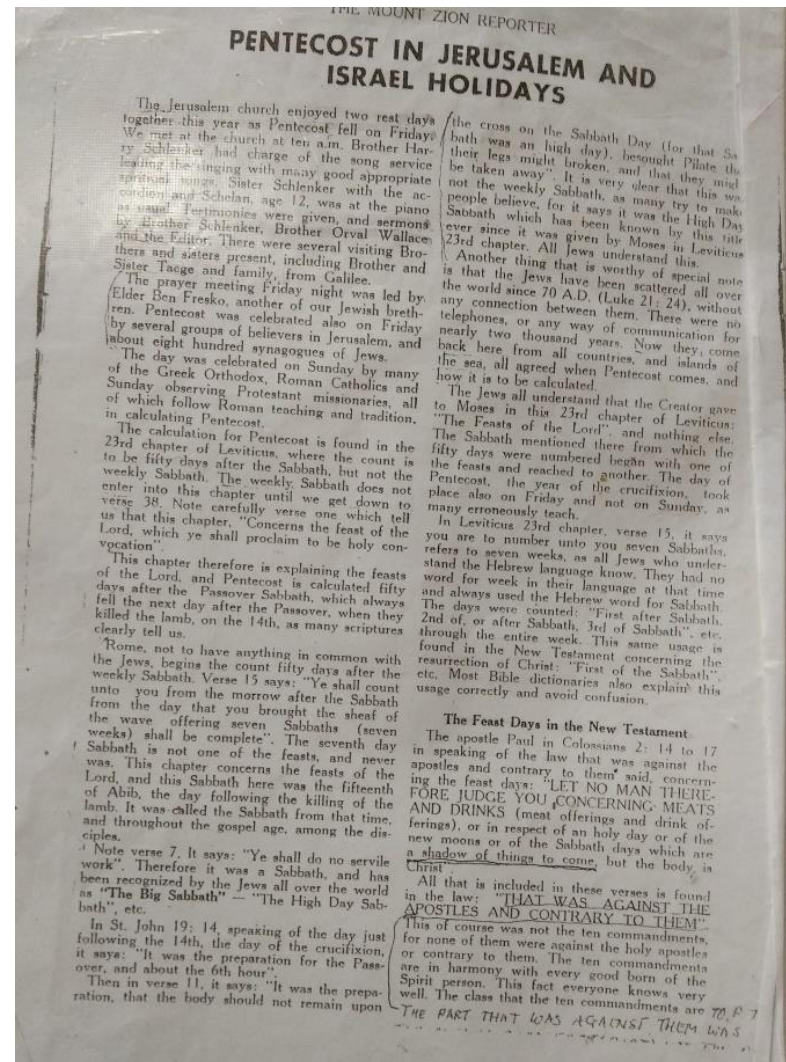 THE MOUNT ZION REPORTER
PENTECOST IN JERUSALEM AND
ISRAEL HOLIDAYS
The Jerusalem church enjoyed two rest days
together this year as Pentecost fell on Friday.
We met at the church at ten a.m. Brother Har-
ry Schlenker had charge of the song service
leading the singing with many good appropriate
spiritual songs. Sister Schlenker with the ac-
cordion and Schelan, age 12, was at the piano
as usual. Testimonies were given, and sermons
by Brother Schlenker, Brother Orval Wallace
and the Editor. There were several visiting Bro-
thers and sisters present, including Brother and
Sister Taege and family, from Galilee.
The prayer meeting Friday night was led by
Elder Ben Fresko, another of our Jewish breth-
ren. Pentecost was celebrated also on Friday
by several groups of believers in Jerusalem, and
about eight hundred synagogues of Jews.
The day was celebrated on Sunday by many
of the Greek Orthodox, Roman Catholics and
Sunday observing Protestant missionaries, all
of which follow Roman teaching and tradition,
in calculating Pentecost.
The calculation for Pentecost is found in the
23rd chapter of Leviticus, where the count is
to be fifty days after the Sabbath, but not the
weekly Sabbath. The weekly Sabbath does not
enter into this chapter until we get down to
verse 38. Note carefully verse one which tell
us that this chapter, "Concerns the feast of the
Lord, which ye shall proclaim to be holy con-
vocation".
This chapter therefore is explaining the feasts
of the Lord, and Pentecost is calculated fifty
days after the Passover Sabbath, which always
fell the next day after the Passover, when they
killed the lamb, on the 14th, as many scriptures
clearly tell us.
Rome, not to have anything in common with
the Jews, begins the count fifty days after the
weekly Sabbath. Verse 15 says: "Ye shall count
unto you from the morrow after the Sabbath
from the day that you brought the sheaf of
the wave offering seven Sabbaths (seven
weeks) shall be complete". The seventh day
Sabbath is not one of the feasts, and never
was. This chapter concerns the feasts of the
Lord, and this Sabbath here was the fifteenth
of Abib, the day following the killing of the
lamb. It was called the Sabbath from that time,
and throughout the gospel age, among the dis-
ciples.
Note verse 7. It says: "Ye shall do no servile
work". Therefore it was a Sabbath, and has
been recognized by the Jews all over the world
as "The Big Sabbath" — "The High Day Sab-
bath", etc.
In St. John 19: 14, speaking of the day just
following the 14th, the day of the crucifixion,
it says: "It was the preparation for the Pass-
over, and about the 6th hour".
Then in verse 11, it says: "It was the prepa-
ration, that the body should not remain upon
the cross on the Sabbath Day (for that Sa
bath was an high day), besought Pilate tha
their legs might broken, and that they migh
be taken away". It is very clear that this wa
not the weekly Sabbath, as many try to make
people believe, for it says it was the High Day
Sabbath which has been known by this title
ever since it was given by Moses in Leviticus
23rd chapter. All Jews understand this.
Another thing that is worthy of special note
is that the Jews have been scattered all over
the world since 70 A.D. (Luke 21: 24), without
any connection between them. There were no
telephones, or any way of communication for
nearly two thousand years. Now they come
back here from all countries, and islands of
the sea, all agreed when Pentecost comes, and
how it is to be calculated.
The Jews all understand that the Creator gave
to Moses in this 23rd chapter of Leviticus:
"The Feasts of the Lord", and nothing else.
The Sabbath mentioned there from which the
fifty days were numbered began with one of
the feasts and reached to another. The day of
Pentecost, the year of the crucifixion, took
place also on Friday and not on Sunday, as
many erroneously teach.
In Leviticus 23rd chapter, verse 15, it says
you are to number unto you seven Sabbaths,
refers to seven weeks, as all Jews who under-
stand the Hebrew language know. They had no
word for week in their language at that time
and always used the Hebrew word for Sabbath.
The days were counted: "First after Sabbath,
2nd of, or after Sabbath, 3rd of Sabbath", etc.
through the entire week. This same usage is
found in the New Testament concerning the
resurrection of Christ: "First of the Sabbath".
etc. Most Bible dictionaries also explain this
usage correctly and avoid confusion.
The Feast Days in the New Testament
The apostle Paul in Colossians 2: 14 to 17
in speaking of the law that was against the
apostles and contrary to them said, concern-
ing the feast days: "LET NO MAN THERE-
FORE JUDGE YOU CONCERNING MEATS
AND DRINKS (meat offerings and drink of-
ferings), or in respect of an holy day or of the
new moons or of the Sabbath days which are
a shadow of things to come, but the body is
Christ".
All that is included in these verses is found
in the law: "THAT WAS AGAINST THE
APOSTLES AND CONTRARY TO THEM"
This of course was not the ten commandments,
for none of them were against the holy apostles
or contrary to them. The ten commandments
are in harmony with every good born of the
Spirit person. This fact everyone knows very
well. The class that the ten commandments are TO, P 7
THE PART THAT WAS AGAINST THEM WAS